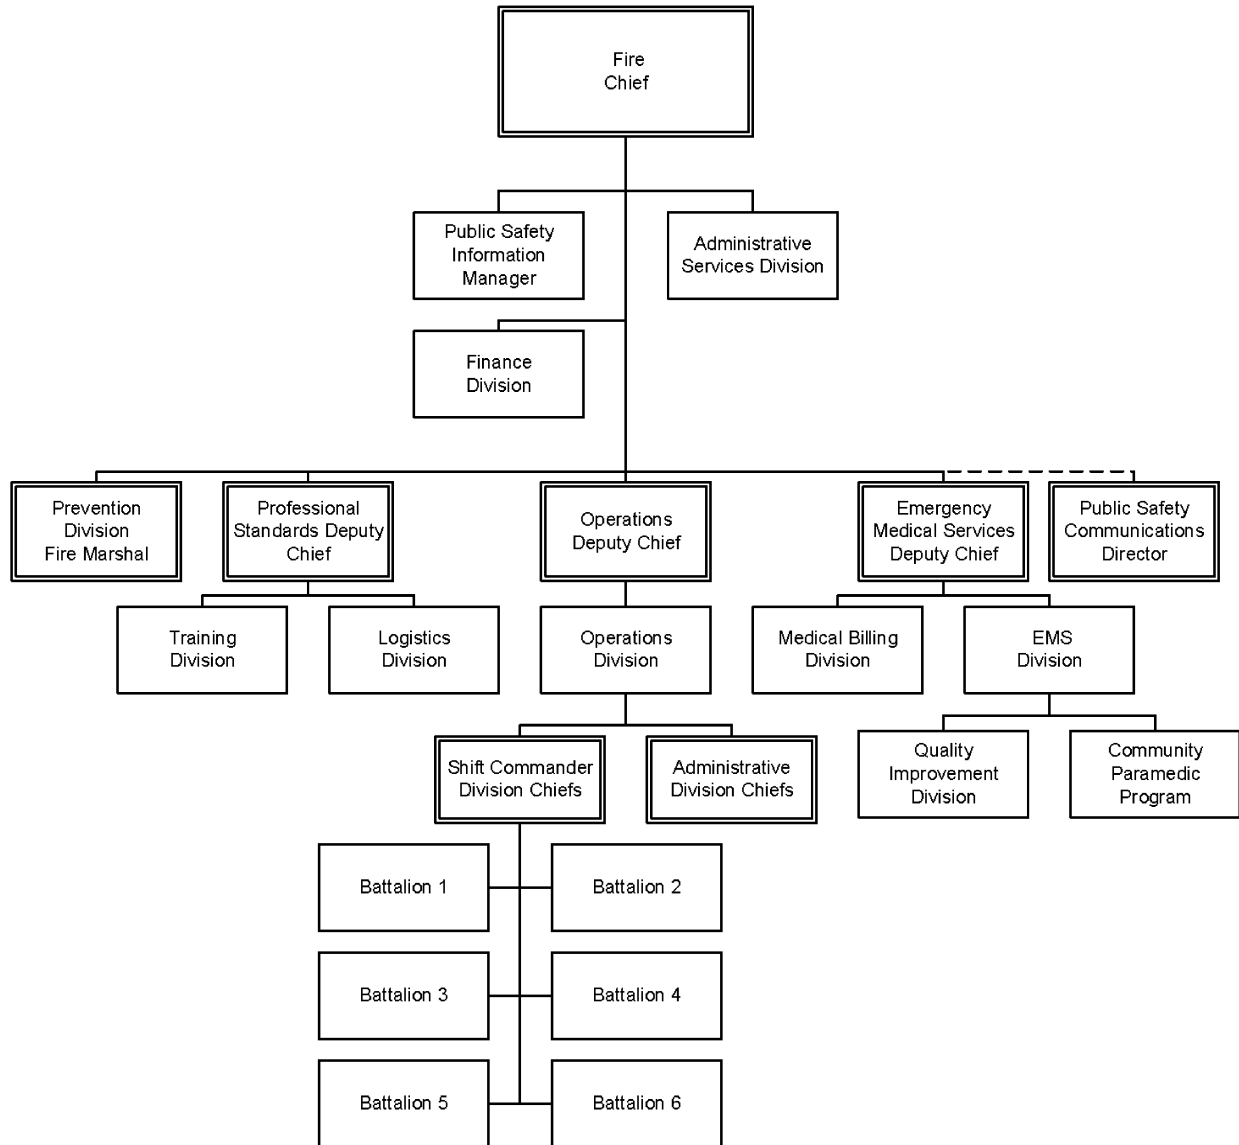 Fire
Chief
Public Safety
Information
Manager
Administrative
Services Division
Finance
Division
Prevention
Division
Fire Marshal
Professional
Standards Deputy
Chief
Operations
Deputy Chief
Emergency
Medical Services
Deputy Chief
Public Safety
Communications
Director
Training
Division
Logistics
Division
Operations
Division
Medical Billing
Division
EMS
Division
Shift Commander
Division Chiefs
Administrative
Division Chiefs
Quality
Improvement
Division
Community
Paramedic
Program
Battalion 1
Battalion 2
Battalion 3
Battalion 4
Battalion 5
Battalion 6